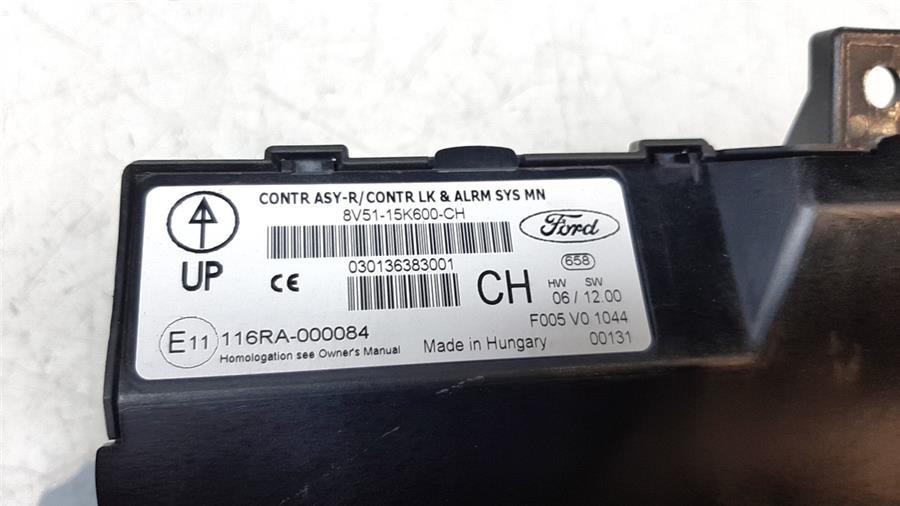 CONTR ASY-R/CONTR LK & ALRM SYS MN
8V51-15K600-CH
Ford
UP
CE
030136383001
CH
658
HW SW
06 / 12.00
E11 116RA-000084
Homologation see Owner's Manual
Made in Hungary
F005 V0 1044
00131